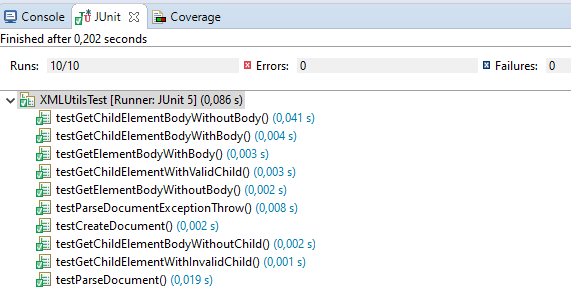 Console JUnit Coverage
Finished after 0,202 seconds
Runs: 10/10 Errors: 0 Failures: 0
XMLUtilsTest [Runner: JUnit 5] (0,086 s)
testGetChildElementBodyWithoutBody() (0,041 s)
testGetChildElementBodyWithBody() (0,004 s)
testGetElementBodyWithBody() (0,003 s)
testGetChildElementWithValidChild() (0,003 s)
testGetElementBodyWithoutBody() (0,002 s)
testParseDocumentExceptionThrow() (0,008 s)
testCreateDocument() (0,002 s)
testGetChildElementBodyWithoutChild() (0,002 s)
testGetChildElementWithInvalidChild() (0,001 s)
testParseDocument() (0,019 s)